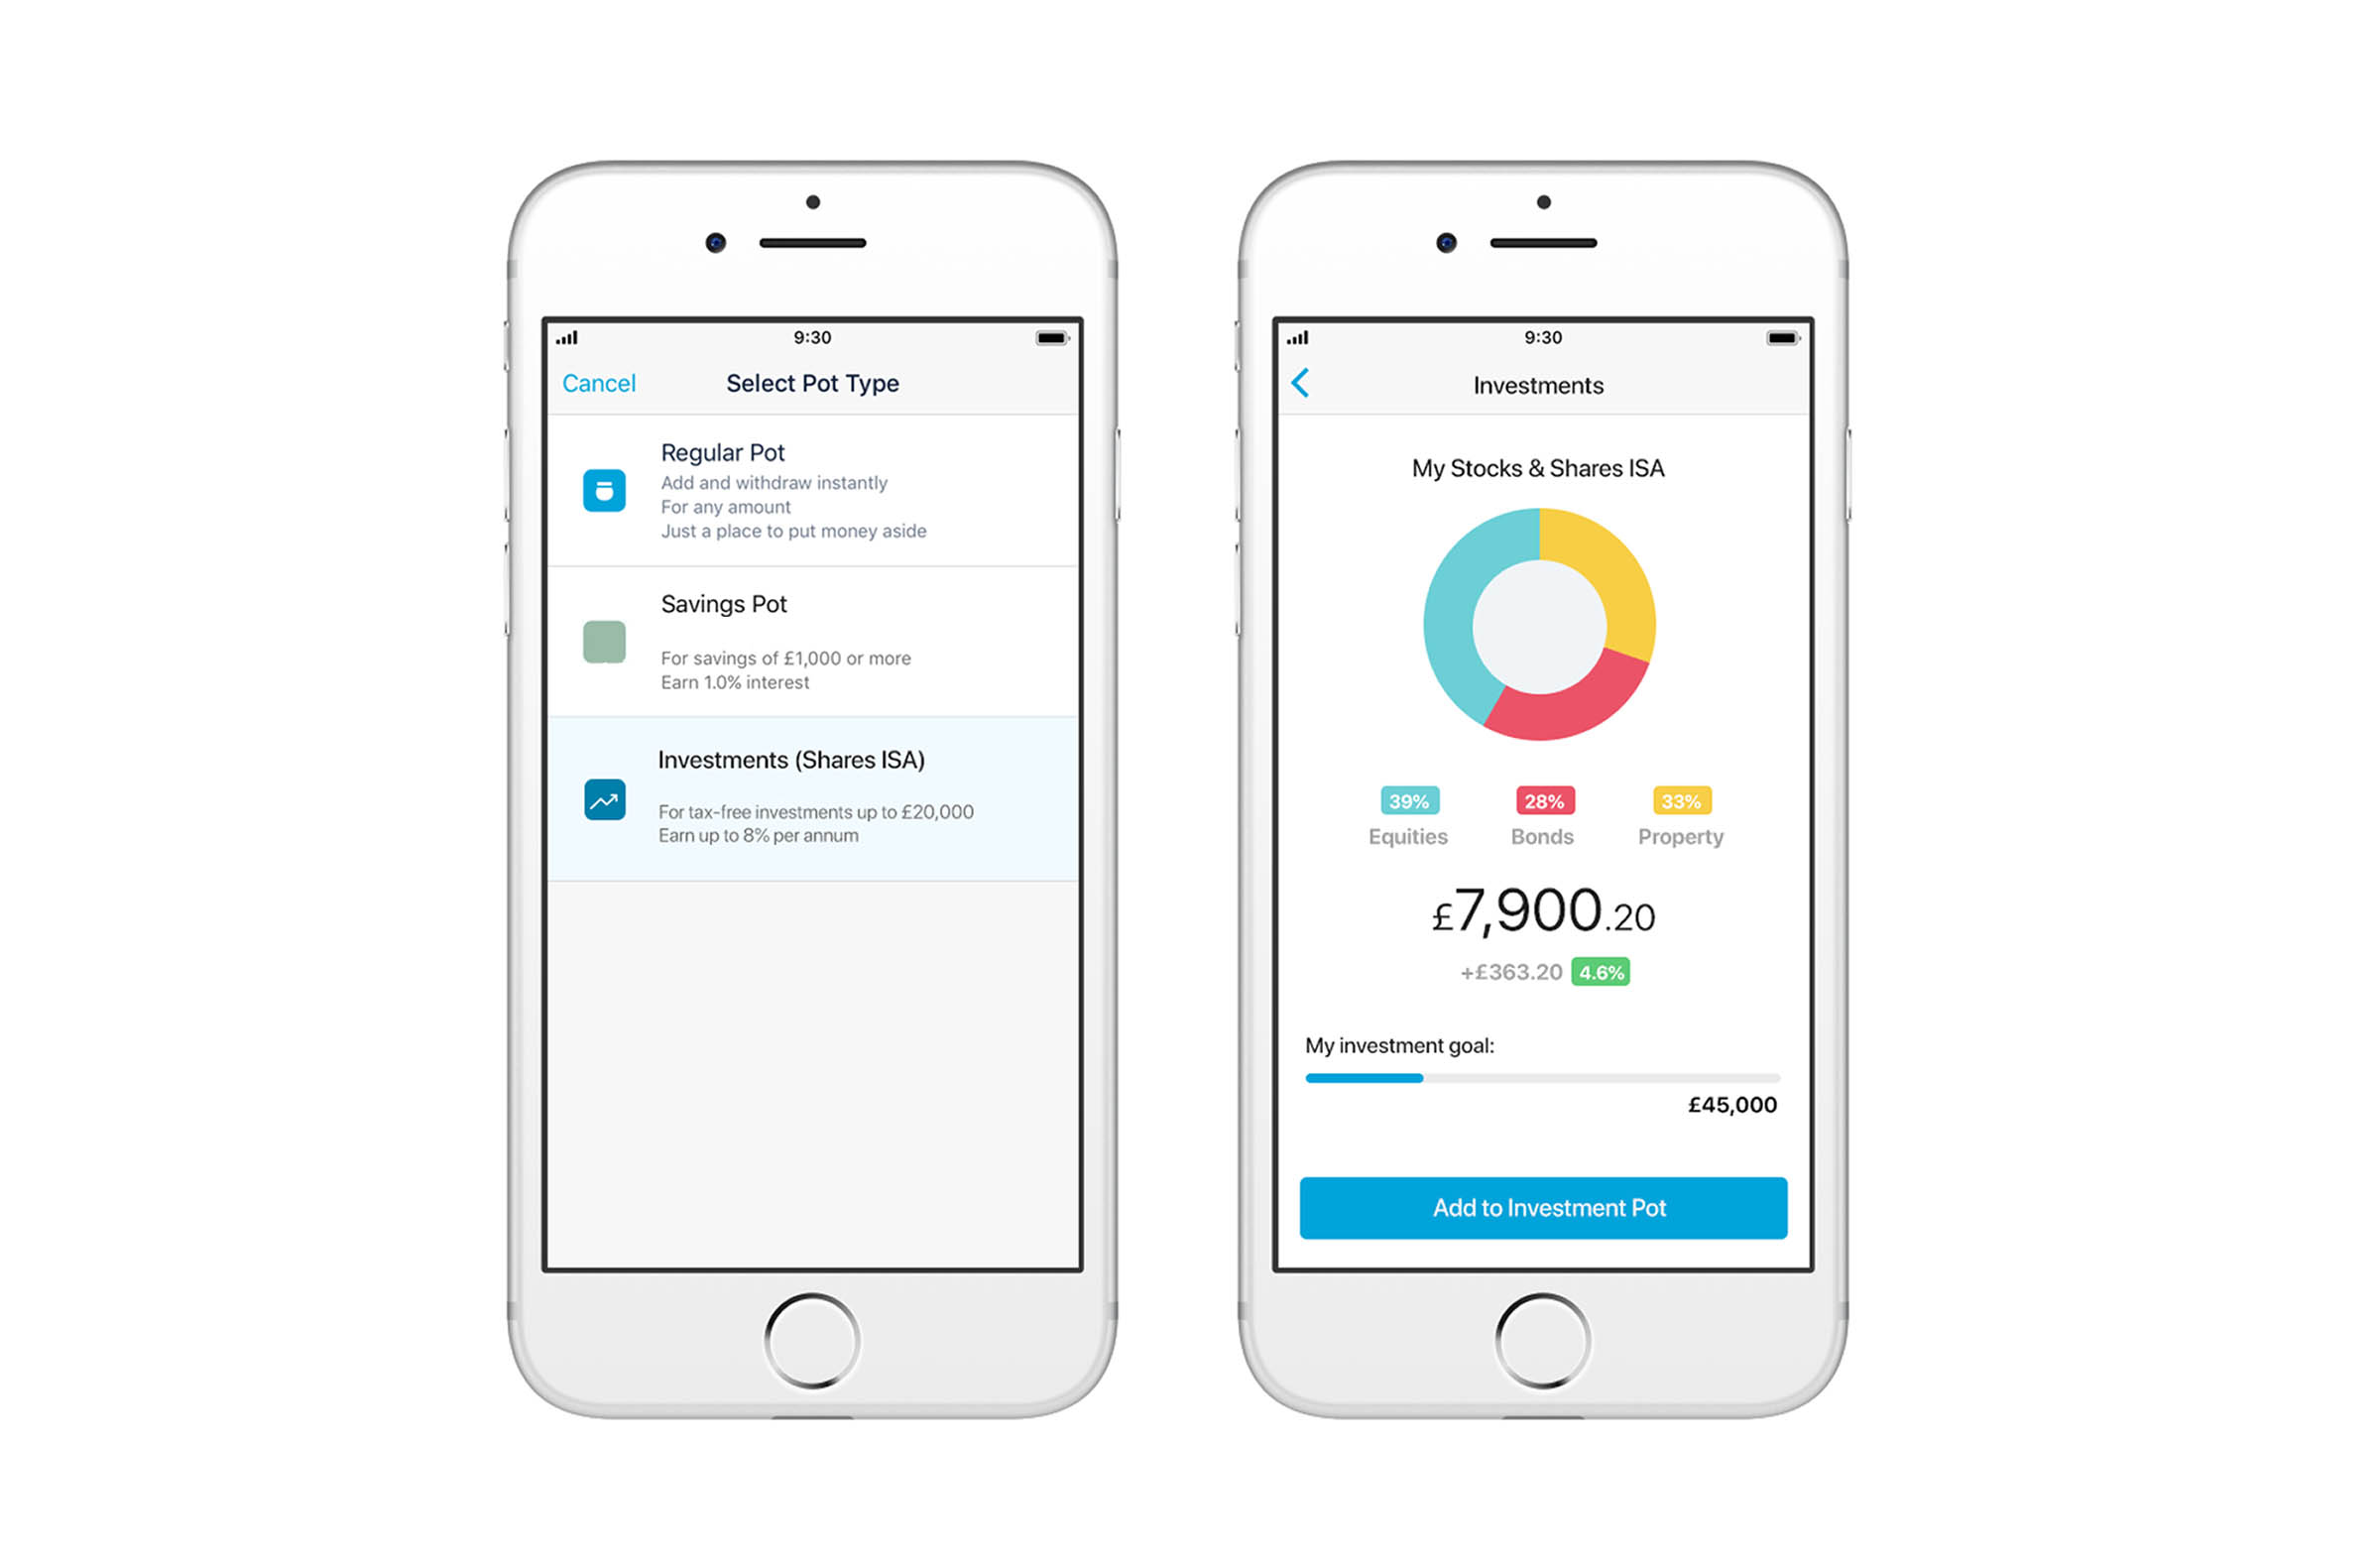 9:30
Cancel
Select Pot Type
Regular Pot
Add and withdraw instantly
For any amount
Just a place to put money aside
Savings Pot
For savings of £1,000 or more
Earn 1.0% interest
Investments (Shares ISA)
For tax-free investments up to £20,000
Earn up to 8% per annum
9:30
Investments
My Stocks & Shares ISA
39% 28% 33%
Equities Bonds Property
£7,900.20
+£363.20 4.6%
My investment goal:
£45,000
Add to Investment Pot